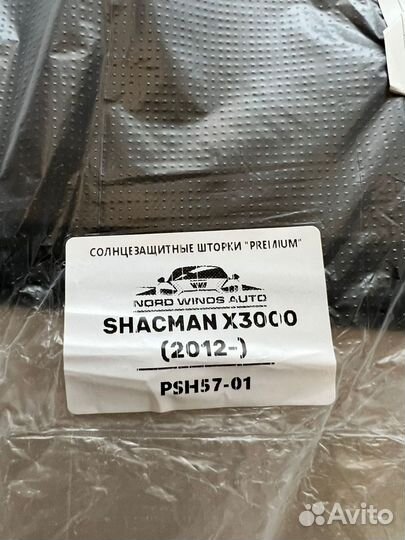 СОЛНЦЕЗАЩИТНЫЕ ШТОРКИ "PREMIUM"
NORD WINDS AUTO
SHACMAN X3000
(2012-)
PSH57-01
Avito